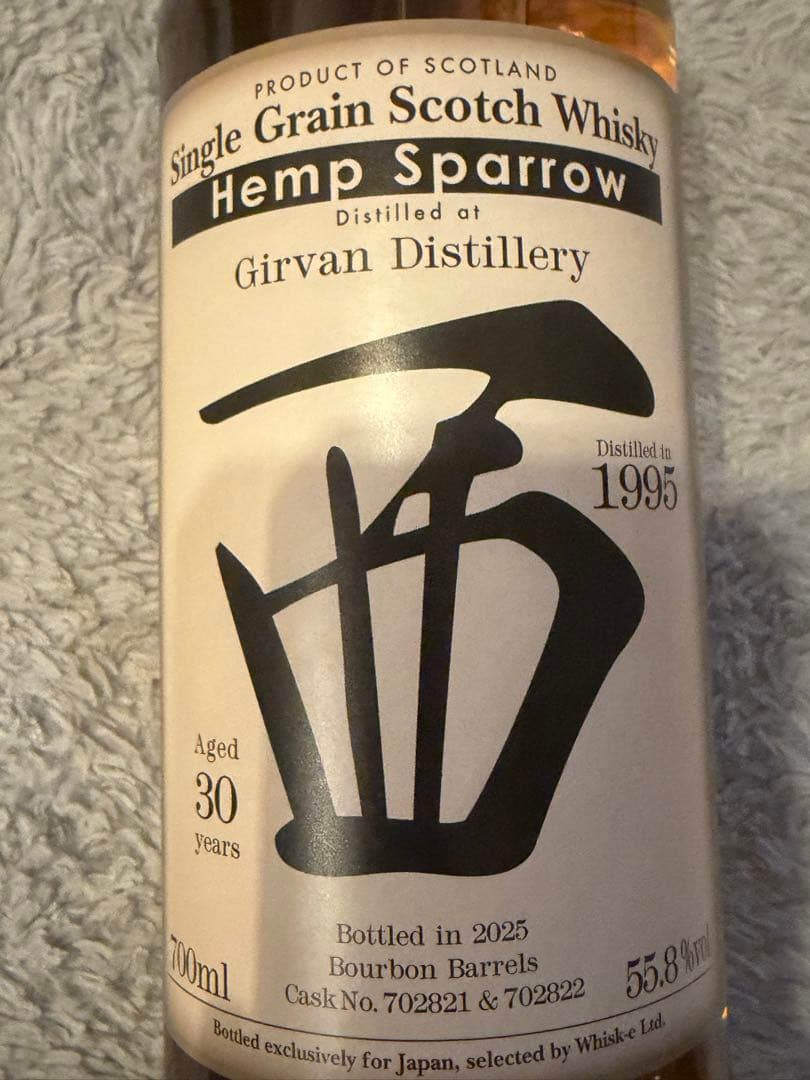 PRODUCT OF SCOTLAND
Single Grain Scotch Whisky
Hemp Sparrow
Distilled at
Girvan Distillery
西
Distilled in
1995
Aged
30
years
Bottled in 2025
Bourbon Barrels
Cask No. 702821 & 702822
700ml
55.8%vol
Bottled exclusively for Japan, selected by Whisk-e Ltd.